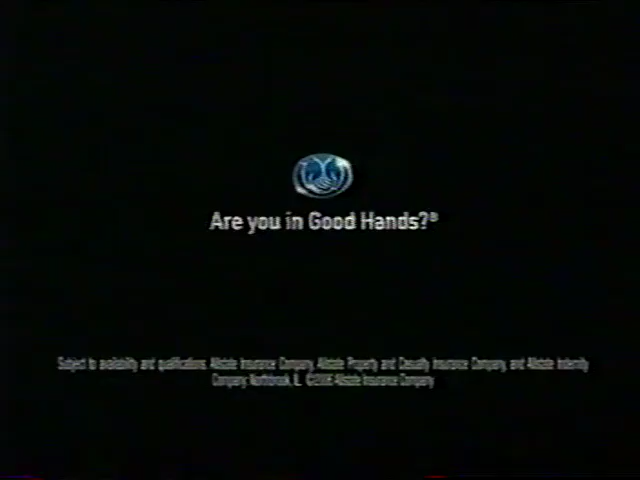 Are you in Good Hands?®
Subject to availability and qualifications. Allstate Insurance Company, Allstate Property and Casualty Insurance Company, and Allstate Indemnity
Company: Northbrook, IL. ©2006 Allstate Insurance Company